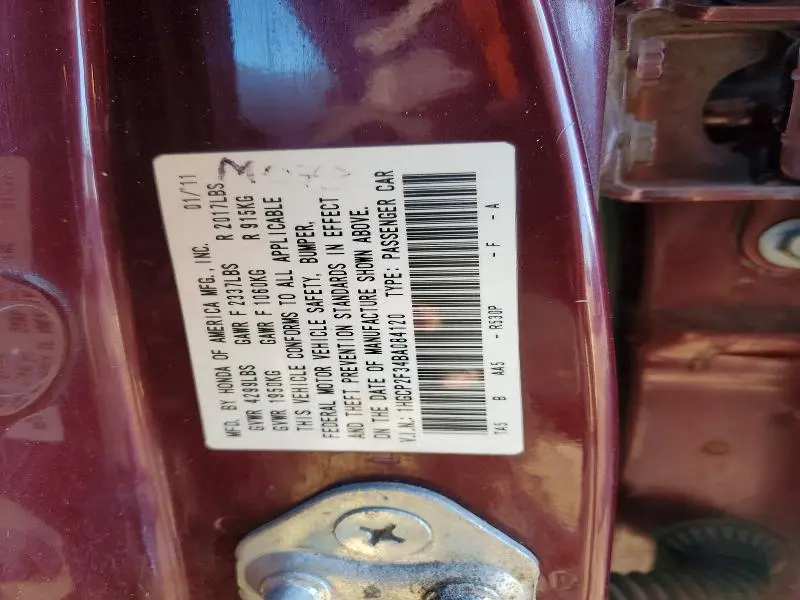 MFD. BY HONDA OF AMERICA MFG., INC. 01/11
GVWR 4299LBS GAWR F 2337LBS R 2017LBS
GVWR 1950KG GAWR F 1060KG R 915KG
THIS VEHICLE CONFORMS TO ALL APPLICABLE
FEDERAL MOTOR VEHICLE SAFETY, BUMPER,
AND THEFT PREVENTION STANDARDS IN EFFECT
ON THE DATE OF MANUFACTURE SHOWN ABOVE.
V.I.N.: 1HGCP2F34BA084120 TYPE: PASSENGER CAR
TA5 B AA5 - R530P - F - A